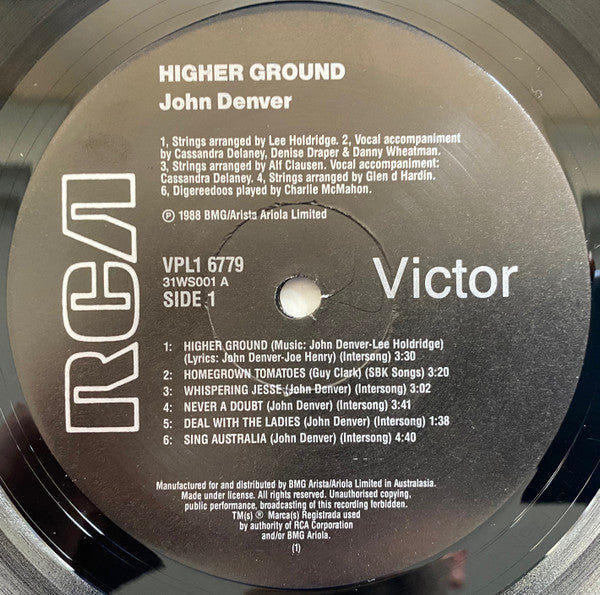 HIGHER GROUND
John Denver
1, Strings arranged by Lee Holdridge. 2, Vocal accompaniment
by Cassandra Delaney, Denise Draper & Danny Wheatman.
3, Strings arranged by Alf Clausen. Vocal accompaniment:
Cassandra Delaney. 4, Strings arranged by Glen d Hardin.
6, Digereedoos played by Charlie McMahon.
℗ 1988 BMG/Arista Ariola Limited
RCA
VPL1 6779
31WS001 A
SIDE 1
Victor
1: HIGHER GROUND (Music: John Denver-Lee Holdridge)
(Lyrics: John Denver-Joe Henry) (Intersong) 3:30
2: HOMEGROWN TOMATOES (Guy Clark) (SBK Songs) 3:20
3: WHISPERING JESSE (John Denver) (Intersong) 3:02
4: NEVER A DOUBT (John Denver) (Intersong) 3:41
5: DEAL WITH THE LADIES (John Denver) (Intersong) 1:38
6: SING AUSTRALIA (John Denver) (Intersong) 4:40
Manufactured for and distributed by BMG Arista/Ariola Limited in Australasia.
Made under license. All rights reserved. Unauthorised copying,
public performance, broadcasting of this recording forbidden.
TM(s) ® Marca(s) Registrada used
by authority of RCA Corporation
and/or BMG Ariola.
(1)